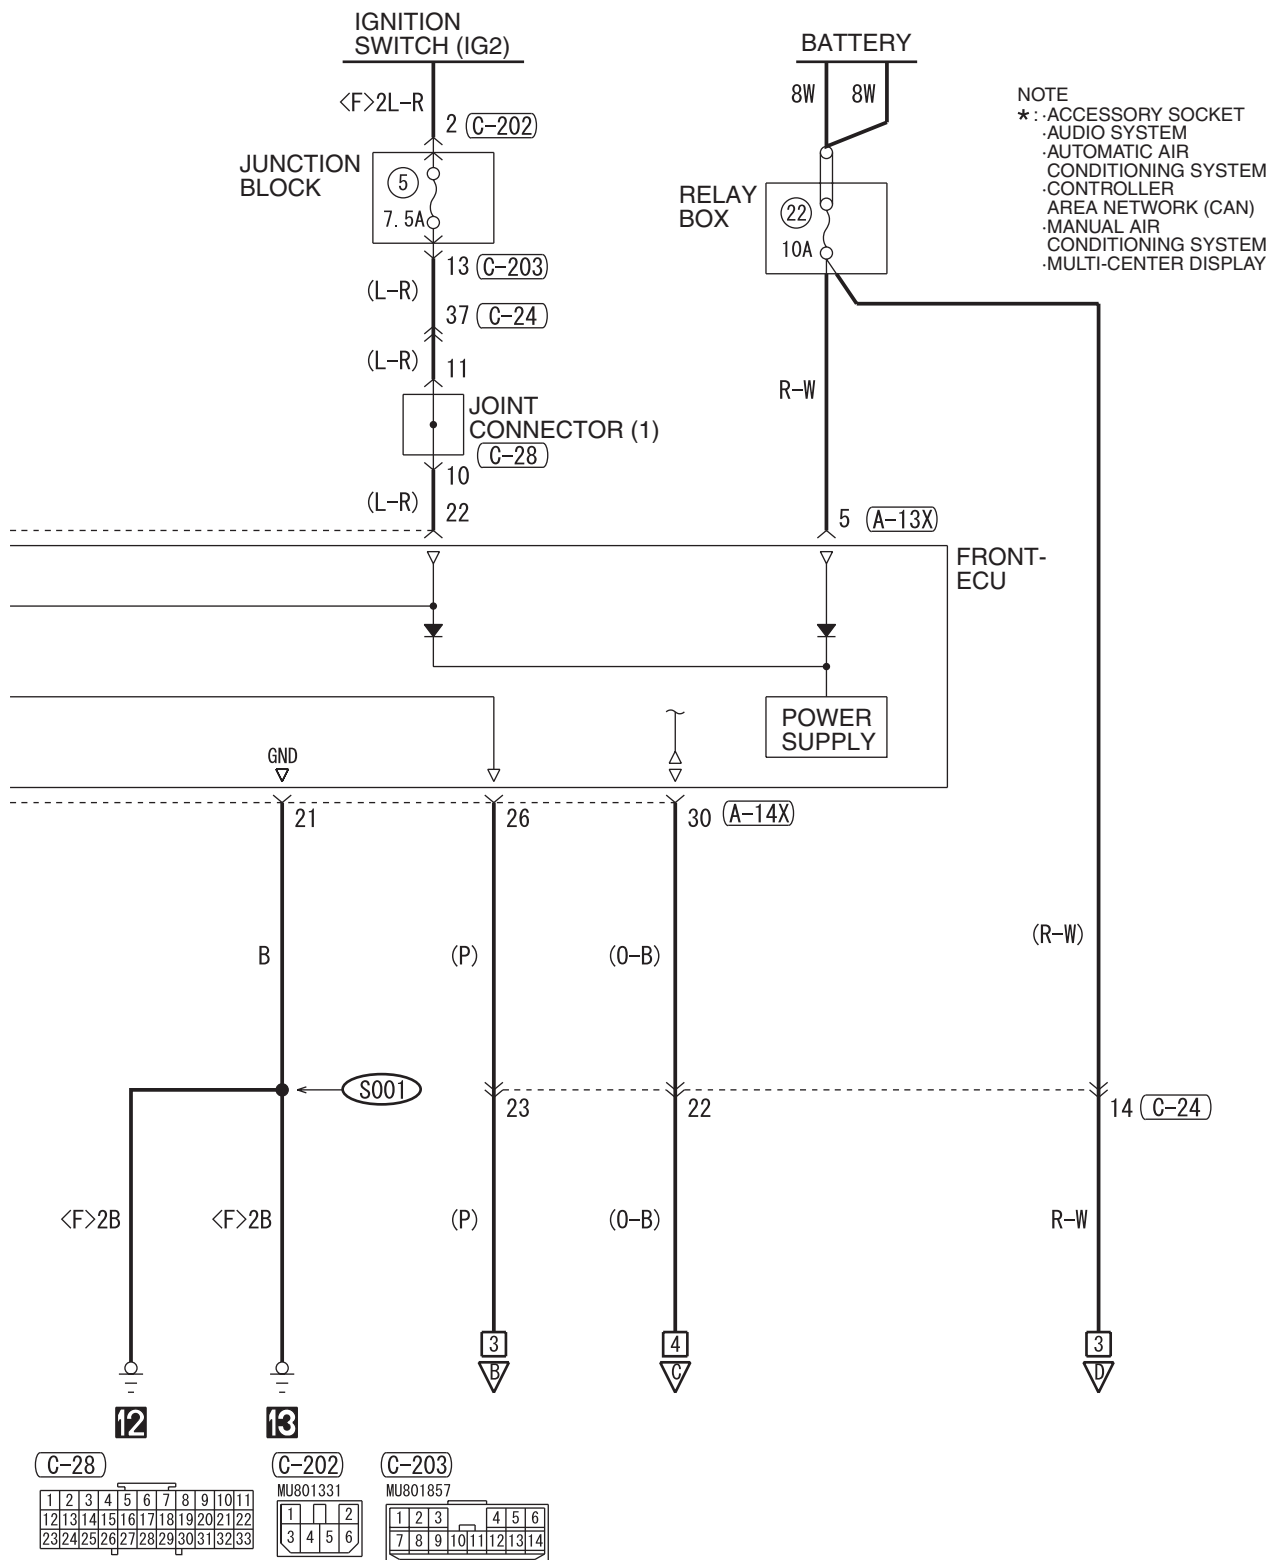 IGNITION
SWITCH (IG2)
BATTERY
<F>2L-R
8W
8W
NOTE
*:·ACCESSORY SOCKET
·AUDIO SYSTEM
·AUTOMATIC AIR
CONDITIONING SYSTEM
·CONTROLLER
AREA NETWORK (CAN)
·MANUAL AIR
CONDITIONING SYSTEM
·MULTI-CENTER DISPLAY
2 C-202
JUNCTION
BLOCK
5
7.5A
RELAY
BOX
22
10A
13 C-203
(L-R)
37 C-24
(L-R)
11
R-W
JOINT
CONNECTOR (1)
C-28
10
(L-R)
22
5 A-13X
FRONT-
ECU
POWER
SUPPLY
GND
21
26
30 A-14X
B
(P)
(O-B)
(R-W)
S001
23
22
14 C-24
<F>2B
<F>2B
(P)
(O-B)
R-W
3
4
3
B
C
D
12
13
C-28
1 2 3 4 5 6 7 8 9 10 11
12 13 14 15 16 17 18 19 20 21 22
23 24 25 26 27 28 29 30 31 32 33
C-202
MU801331
1 2
3 4 5 6
C-203
MU801857
1 2 3 4 5 6
7 8 9 10 11 12 13 14